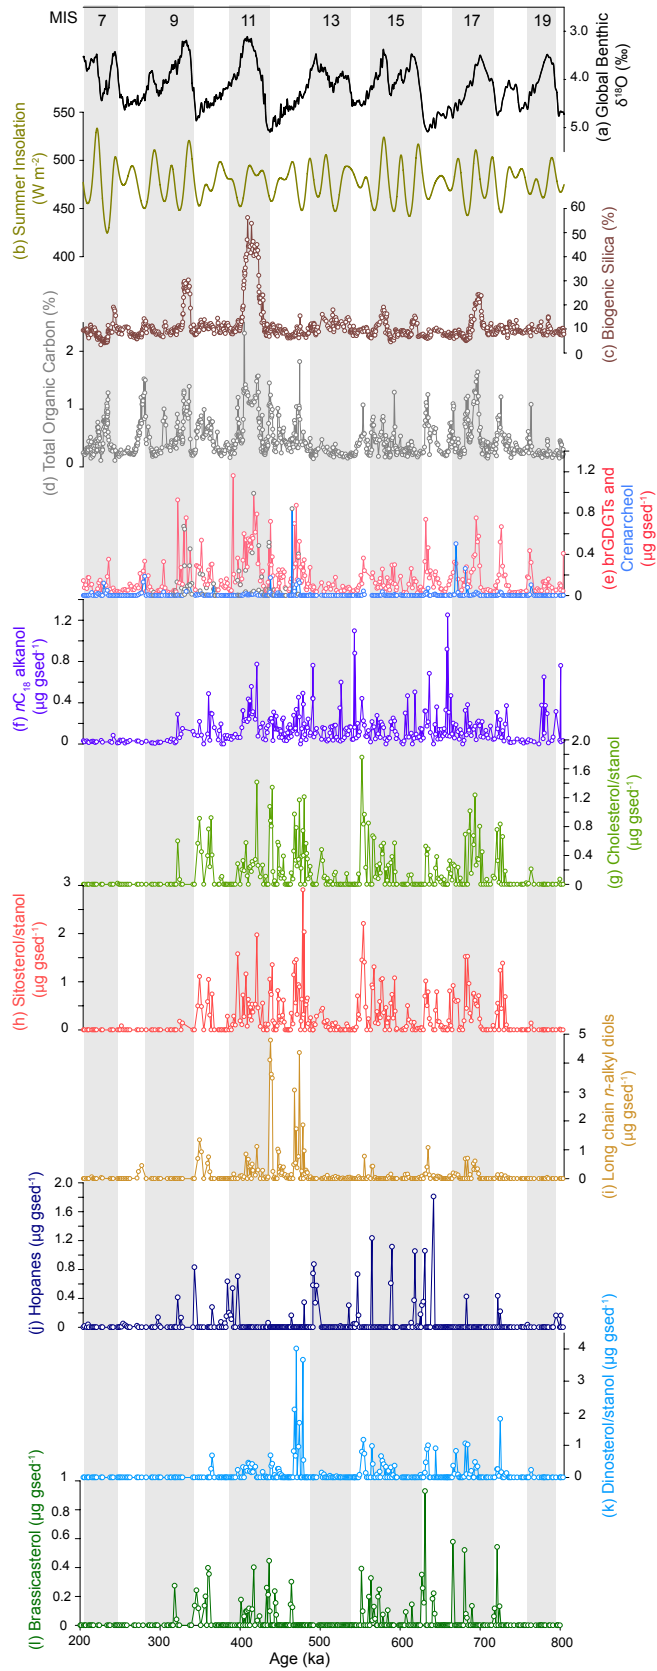 MIS 7 9 11 13 15 17 19
3.0
4.0
5.0
(a) Global Benthic
δ¹⁸O (‰)
550
500
450
400
(b) Summer Insolation
(W m⁻²)
60
50
40
30
20
10
0
(c) Biogenic Silica (%)
2
1
0
(d) Total Organic Carbon (%)
1.2
0.8
0.4
0
(e) brGDGTs and
Crenarcheol
(µg gsed⁻¹)
1.2
0.8
0.4
0
(f) nC₁₈ alkanol
(µg gsed⁻¹)
2.0
1.6
1.2
0.8
0.4
0
(g) Cholesterol/stanol
(µg gsed⁻¹)
3
2
1
0
(h) Sitosterol/stanol
(µg gsed⁻¹)
5
4
3
2
1
0
(i) Long chain n-alkyl diols
(µg gsed⁻¹)
2.0
1.6
1.2
0.8
0.4
0
(j) Hopanes (µg gsed⁻¹)
4
3
2
1
0
(k) Dinosterol/stanol (µg gsed⁻¹)
1
0.8
0.6
0.4
0.2
0
(l) Brassicasterol (µg gsed⁻¹)
200 300 400 500 600 700 800
Age (ka)